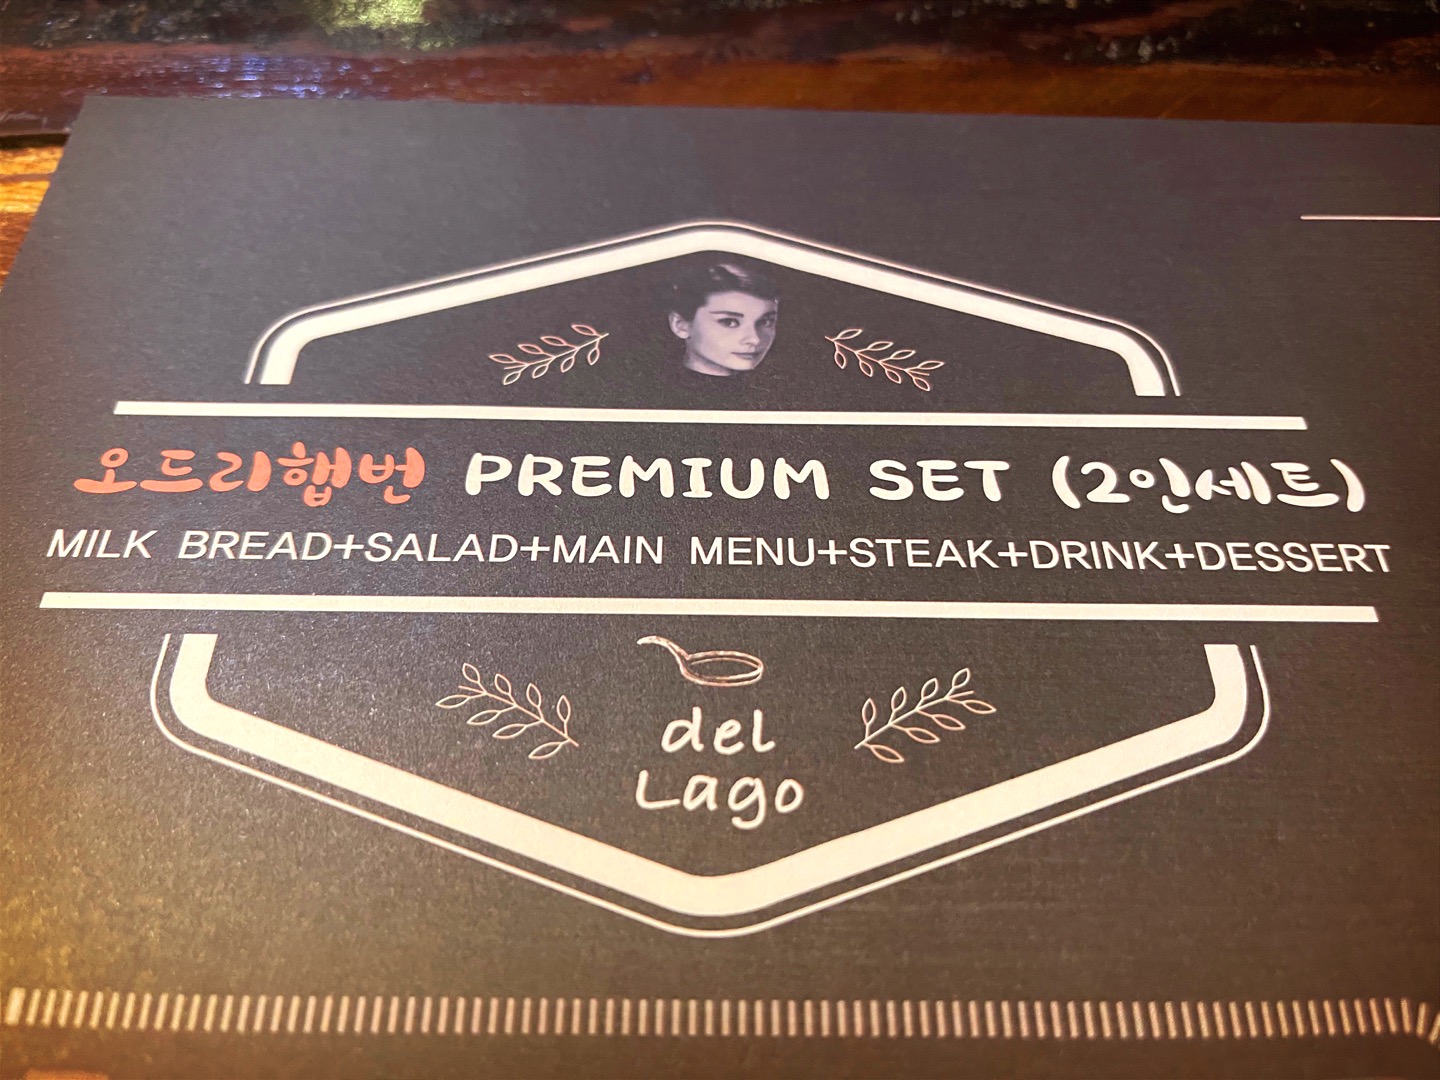 오드리햅번 PREMIUM SET (2인세트)
MILK BREAD+SALAD+MAIN MENU+STEAK+DRINK+DESSERT
del
Lago